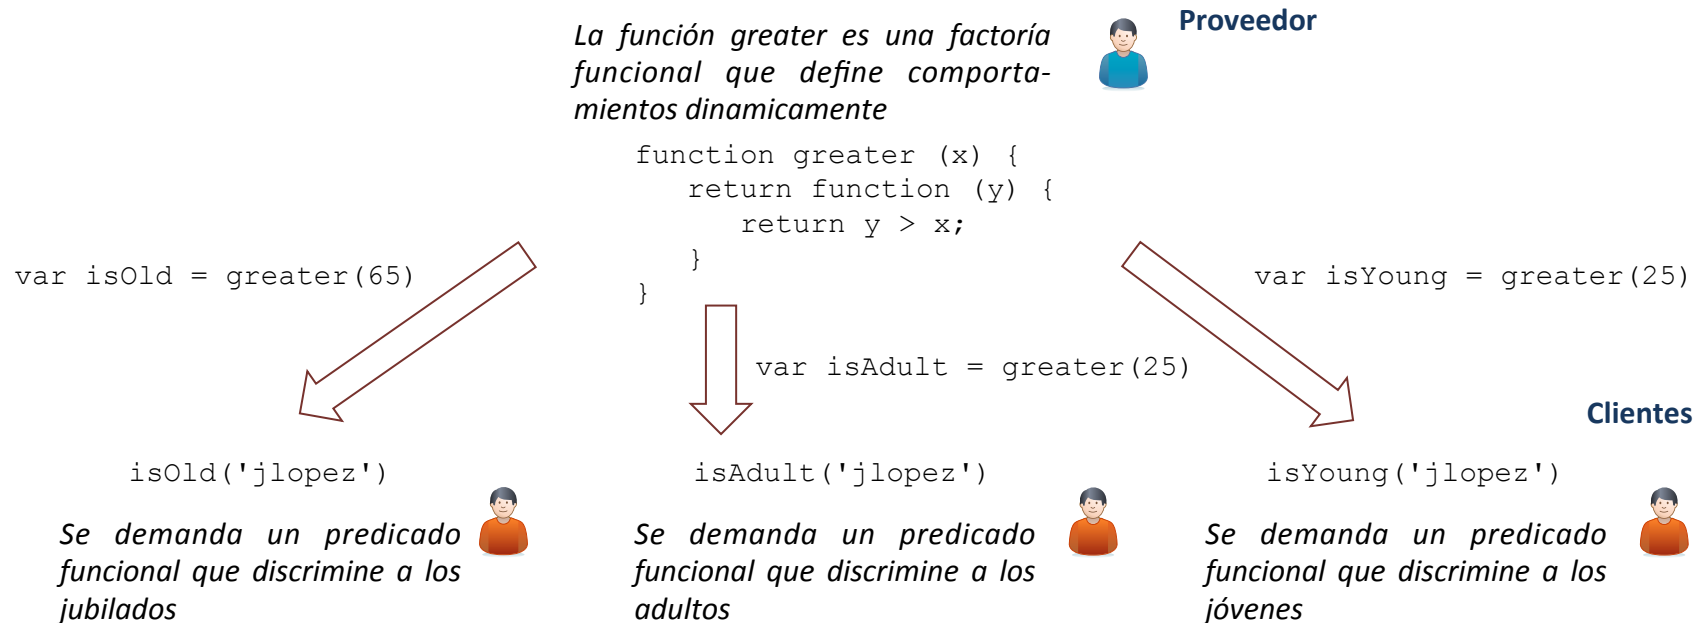 Proveedor
La función greater es una factoría
funcional que define comporta-
mientos dinamicamente
function greater (x) {
return function (y) {
return y > x;
}
}
var isOld = greater(65)
var isAdult = greater(25)
var isYoung = greater(25)
Clientes
isOld('jlopez')
Se demanda un predicado
funcional que discrimine a los
jubilados
isAdult('jlopez')
Se demanda un predicado
funcional que discrimine a los
adultos
isYoung('jlopez')
Se demanda un predicado
funcional que discrimine a los
jóvenes